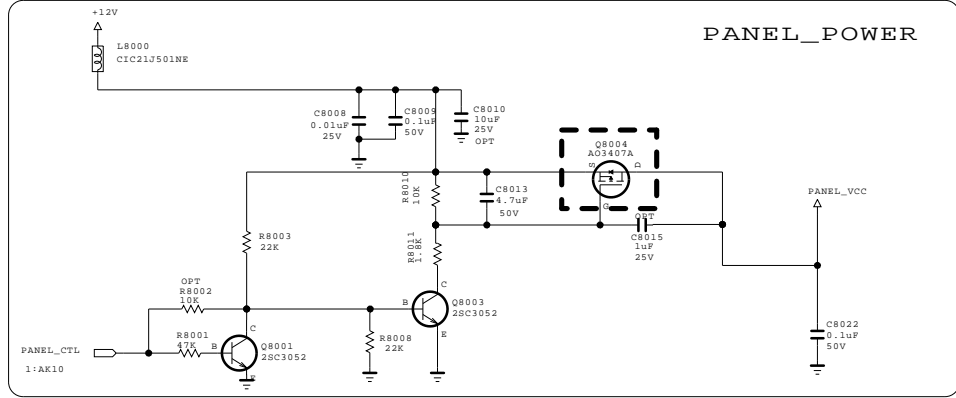 +12V
PANEL_POWER
L8000
CIC21J501NE
C8008
0.01uF
25V
C8009
0.1uF
50V
C8010
10uF
25V
OPT
Q8004
AO3407A
S
D
G
R8010
10K
C8013
4.7uF
50V
PANEL_VCC
OPT
C8015
1uF
25V
R8003
22K
R8011
1.8K
OPT
R8002
10K
C
B
Q8003
2SC3052
E
R8001
47K
B
C
Q8001
2SC3052
E
R8008
22K
C8022
0.1uF
50V
PANEL_CTL
1:AK10